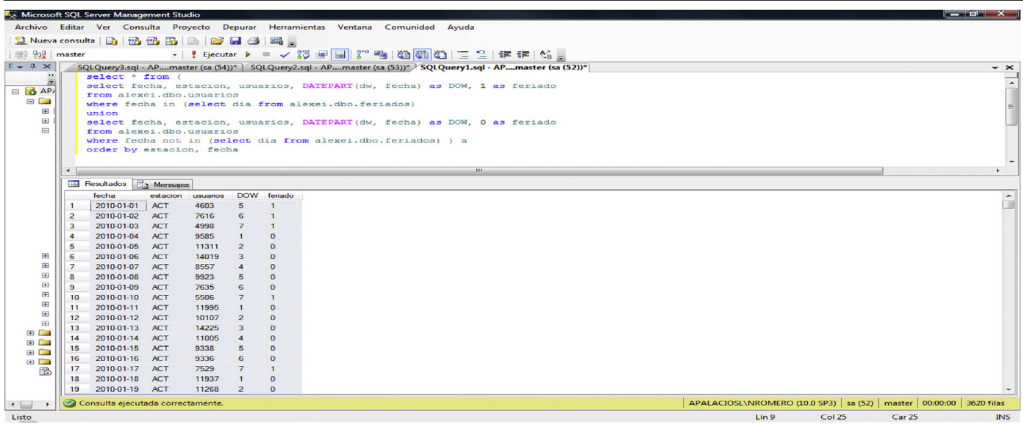 Microsoft SQL Server Management Studio
Archivo Editar Ver Consulta Proyecto Depurar Herramientas Ventana Comunidad Ayuda
Nueva consulta
master Ejecutar
SQLQuery3.sql - AP....master (sa (54))* SQLQuery2.sql - AP....master (sa (53))* SQLQuery1.sql - AP....master (sa (52))*
select * from (
select fecha, estacion, usuarios, DATEPART(dw, fecha) as DOW, 1 as feriado
from alexei.dbo.usuarios
where fecha in (select dia from alexei.dbo.feriados)
union
select fecha, estacion, usuarios, DATEPART(dw, fecha) as DOW, 0 as feriado
from alexei.dbo.usuarios
where fecha not in (select dia from alexei.dbo.feriados) ) a
order by estacion, fecha
Resultados Mensajes
fecha estacion usuarios DOW feriado
1 2010-01-01 ACT 4603 5 1
2 2010-01-02 ACT 7616 6 1
3 2010-01-03 ACT 4998 7 1
4 2010-01-04 ACT 9585 1 0
5 2010-01-05 ACT 11311 2 0
6 2010-01-06 ACT 14019 3 0
7 2010-01-07 ACT 8557 4 0
8 2010-01-08 ACT 9923 5 0
9 2010-01-09 ACT 7635 6 0
10 2010-01-10 ACT 5506 7 1
11 2010-01-11 ACT 11995 1 0
12 2010-01-12 ACT 10107 2 0
13 2010-01-13 ACT 14225 3 0
14 2010-01-14 ACT 11005 4 0
15 2010-01-15 ACT 9338 5 0
16 2010-01-16 ACT 9336 6 0
17 2010-01-17 ACT 7529 7 1
18 2010-01-18 ACT 11937 1 0
19 2010-01-19 ACT 11268 2 0
Consulta ejecutada correctamente. APALACIOSL\NROMERO (10.0 SP3) sa (52) master 00:00:00 3620 filas
Listo Lín 9 Col 25 Car 25 INS